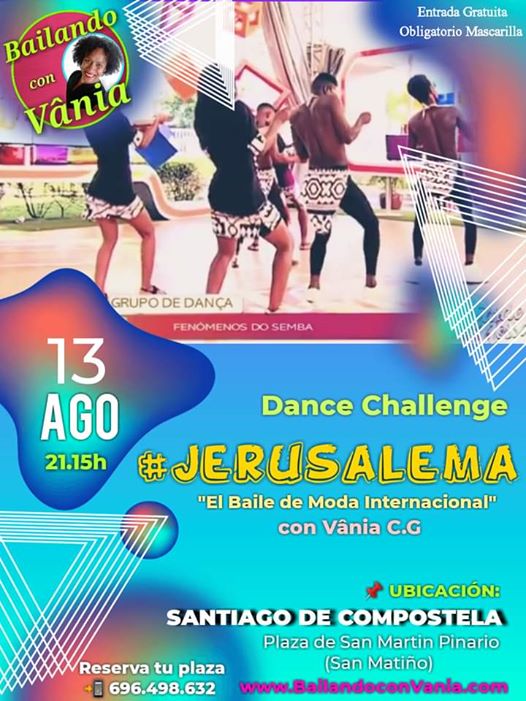 Entrada Gratuita
Obligatorio Mascarilla
Bailando
con
Vânia
GRUPO DE DANÇA
FENÓMENOS DO SEMBA
13
AGO
21.15h
Dance Challenge
#JERUSALEMA
"El Baile de Moda Internacional"
con Vânia C.G
📌 UBICACIÓN:
SANTIAGO DE COMPOSTELA
Plaza de San Martin Pinario
(San Matiño)
Reserva tu plaza
📲 696.498.632
www.BailandoconVania.com